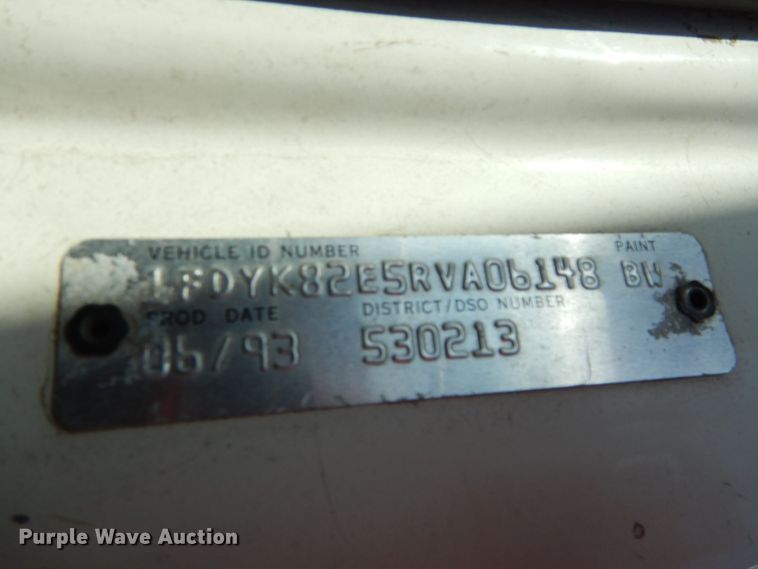 VEHICLE ID NUMBER PAINT
1FDYK82E5RVA06148 BW
PROD DATE DISTRICT/DSO NUMBER
06/93 530213
Purple Wave Auction